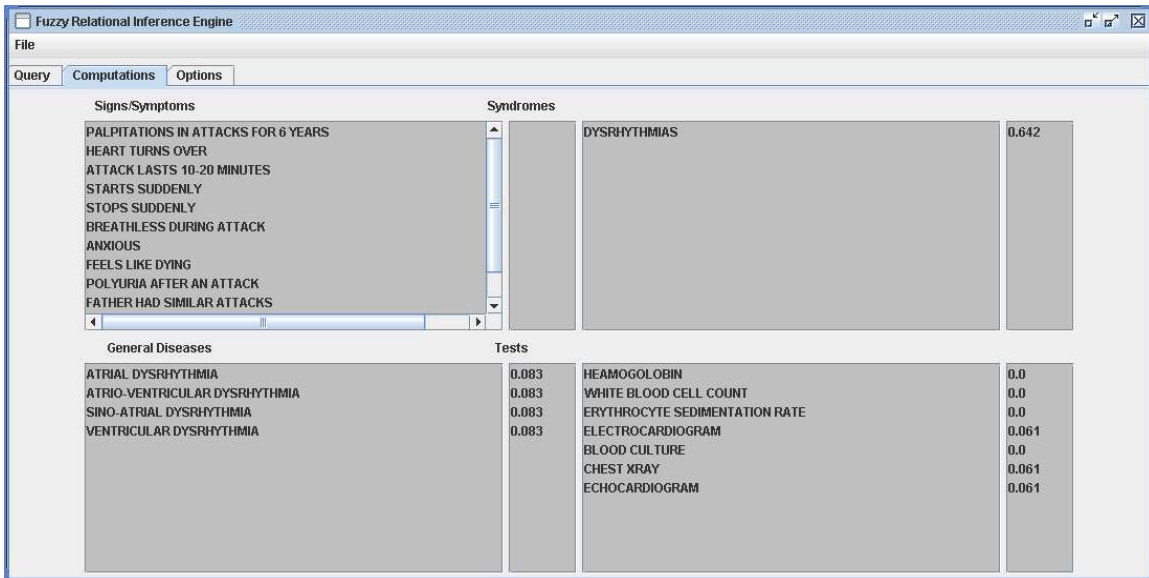 Fuzzy Relational Inference Engine
File
Query Computations Options
Signs/Symptoms Syndromes
PALPITATIONS IN ATTACKS FOR 6 YEARS
HEART TURNS OVER
ATTACK LASTS 10-20 MINUTES
STARTS SUDDENLY
STOPS SUDDENLY
BREATHLESS DURING ATTACK
ANXIOUS
FEELS LIKE DYING
POLYURIA AFTER AN ATTACK
FATHER HAD SIMILAR ATTACKS
DYSRHYTHMIAS 0.642
General Diseases Tests
ATRIAL DYSRHYTHMIA 0.083
ATRIO-VENTRICULAR DYSRHYTHMIA 0.083
SINO-ATRIAL DYSRHYTHMIA 0.083
VENTRICULAR DYSRHYTHMIA 0.083
HEAMOGOLOBIN 0.0
WHITE BLOOD CELL COUNT 0.0
ERYTHROCYTE SEDIMENTATION RATE 0.0
ELECTROCARDIOGRAM 0.061
BLOOD CULTURE 0.0
CHEST XRAY 0.061
ECHOCARDIOGRAM 0.061